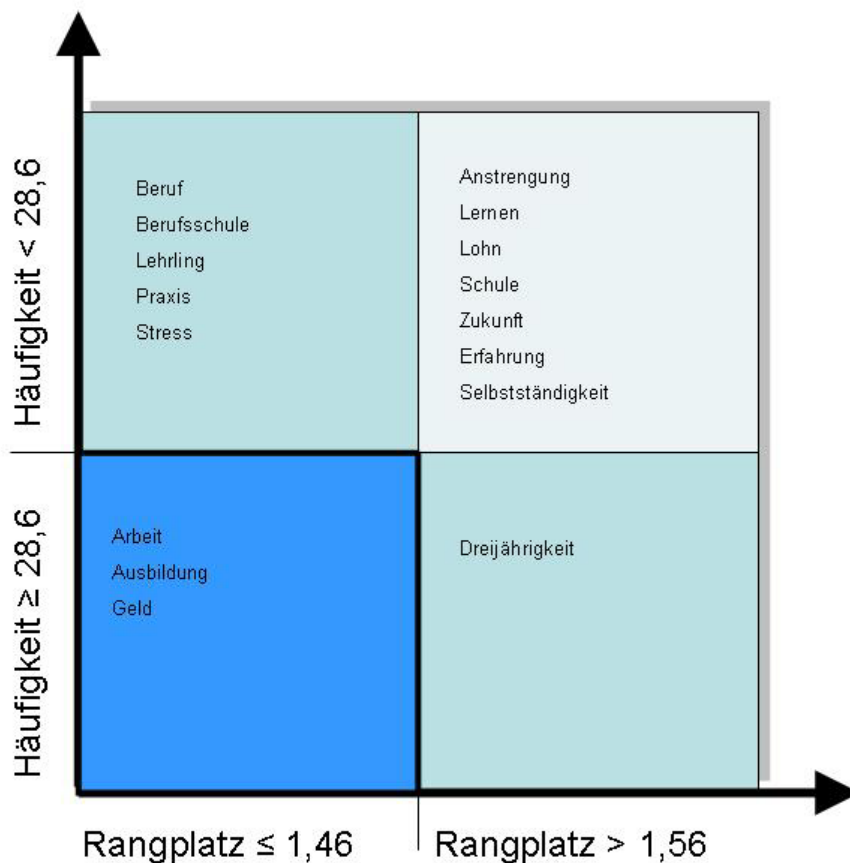 Häufigkeit < 28,6
Beruf
Berufsschule
Lehrling
Praxis
Stress
Anstrengung
Lernen
Lohn
Schule
Zukunft
Erfahrung
Selbstständigkeit
Häufigkeit ≥ 28,6
Arbeit
Ausbildung
Geld
Dreijährigkeit
Rangplatz ≤ 1,46
Rangplatz > 1,56